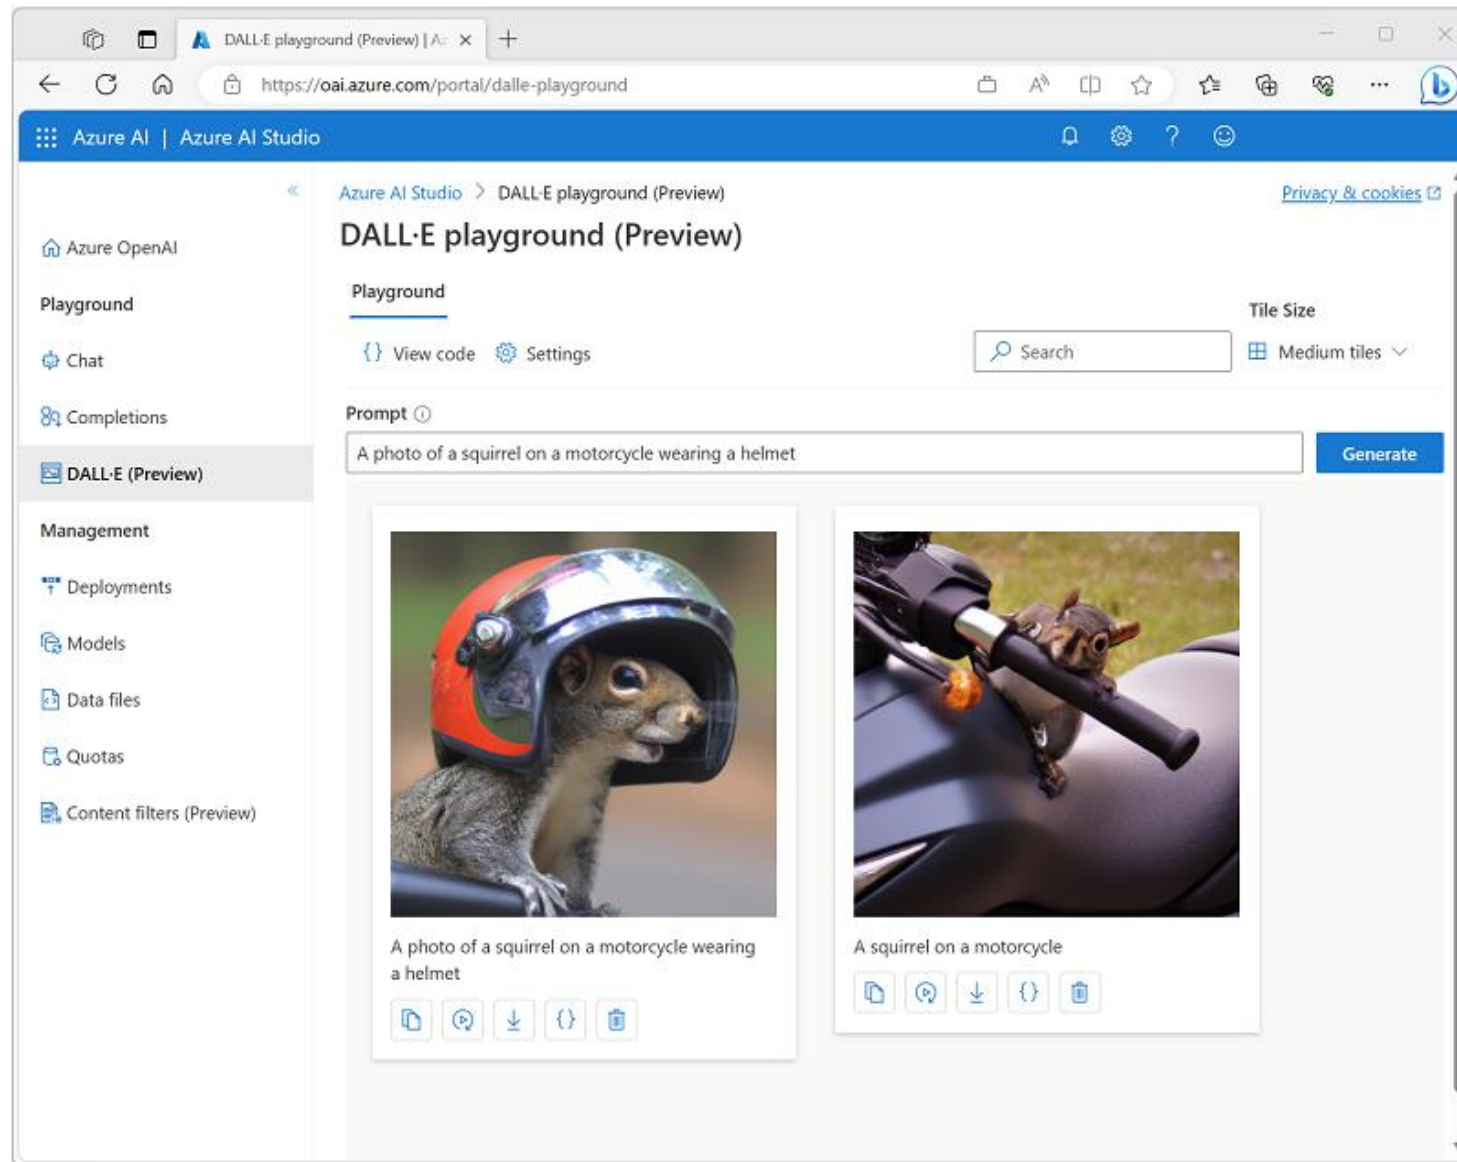 DALL·E playground (Preview) | Az
https://oai.azure.com/portal/dalle-playground
Azure AI | Azure AI Studio
Azure AI Studio > DALL·E playground (Preview)
Privacy & cookies
DALL·E playground (Preview)
Azure OpenAI
Playground
Chat
Completions
DALL·E (Preview)
Management
Deployments
Models
Data files
Quotas
Content filters (Preview)
Playground
Tile Size
{} View code
Settings
Search
Medium tiles
Prompt
A photo of a squirrel on a motorcycle wearing a helmet
Generate
A photo of a squirrel on a motorcycle wearing
a helmet
A squirrel on a motorcycle